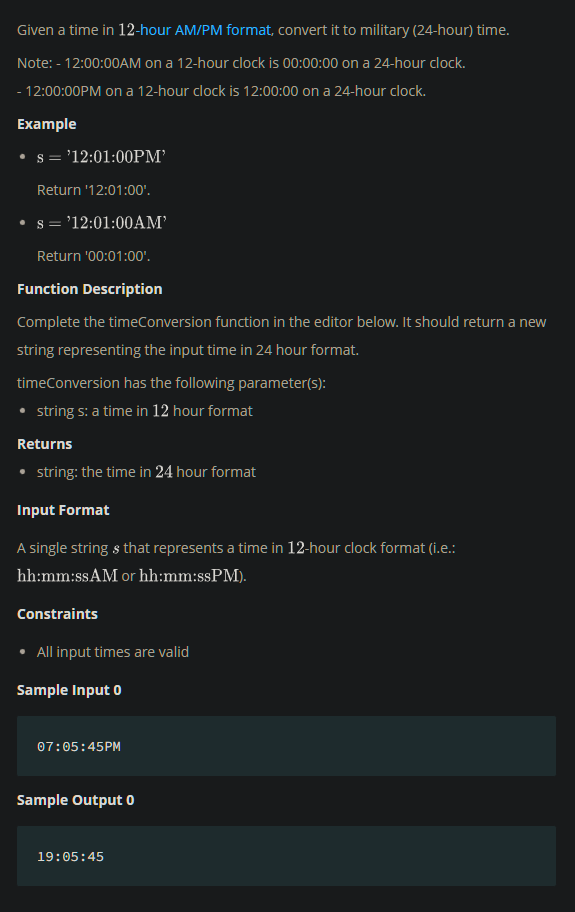 Given a time in 12-hour AM/PM format, convert it to military (24-hour) time.
Note: - 12:00:00AM on a 12-hour clock is 00:00:00 on a 24-hour clock.
- 12:00:00PM on a 12-hour clock is 12:00:00 on a 24-hour clock.
Example
• s = '12:01:00PM'
Return '12:01:00'.
• s = '12:01:00AM'
Return '00:01:00'.
Function Description
Complete the timeConversion function in the editor below. It should return a new
string representing the input time in 24 hour format.
timeConversion has the following parameter(s):
• string s: a time in 12 hour format
Returns
• string: the time in 24 hour format
Input Format
A single string s that represents a time in 12-hour clock format (i.e.:
hh:mm:ssAM or hh:mm:ssPM).
Constraints
• All input times are valid
Sample Input 0
07:05:45PM
Sample Output 0
19:05:45